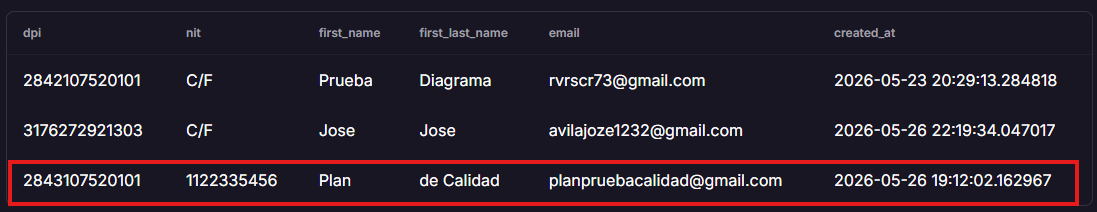 dpi nit first_name first_last_name email created_at
2842107520101 C/F Prueba Diagrama rvrscr73@gmail.com 2026-05-23 20:29:13.284818
3176272921303 C/F Jose Jose avilajoze1232@gmail.com 2026-05-26 22:19:34.047017
2843107520101 1122335456 Plan de Calidad planpruebacalidad@gmail.com 2026-05-26 19:12:02.162967